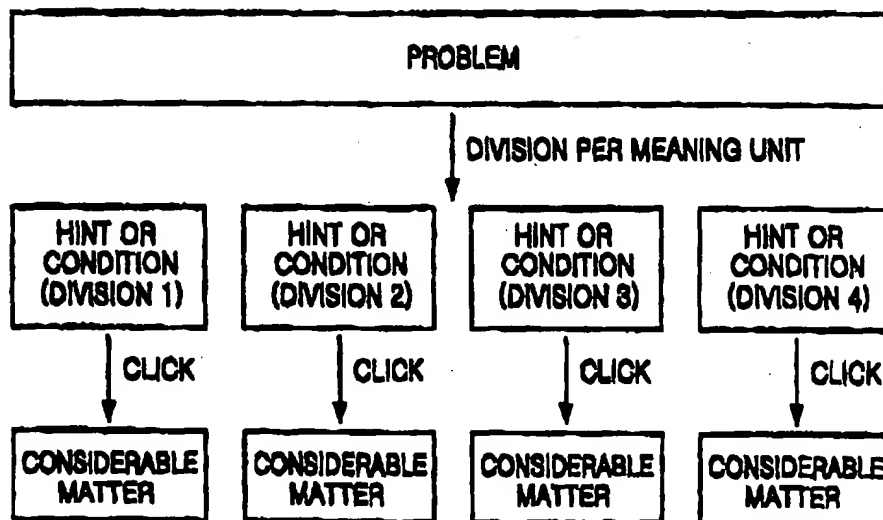 PROBLEM
DIVISION PER MEANING UNIT
HINT OR
CONDITION
(DIVISION 1)
HINT OR
CONDITION
(DIVISION 2)
HINT OR
CONDITION
(DIVISION 3)
HINT OR
CONDITION
(DIVISION 4)
CLICK
CLICK
CLICK
CLICK
CONSIDERABLE
MATTER
CONSIDERABLE
MATTER
CONSIDERABLE
MATTER
CONSIDERABLE
MATTER